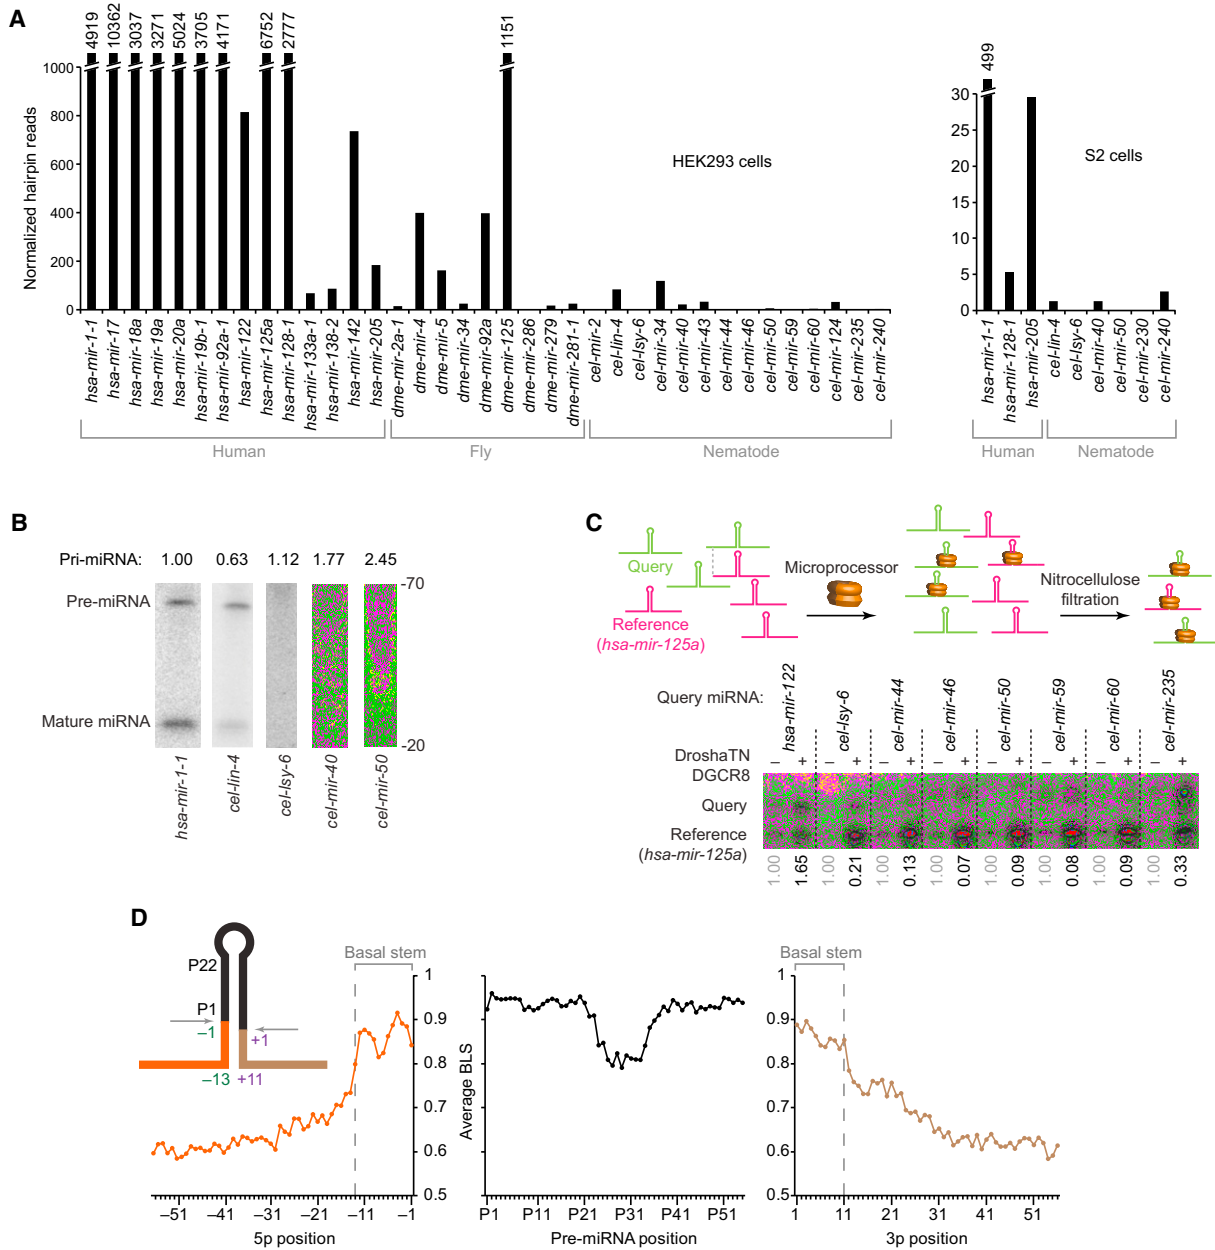 A
4919
10362
3037
3271
5024
3705
4171
6752
2777
1151
Normalized hairpin reads
1000
800
600
400
200
0
HEK293 cells
hsa-mir-1-1
hsa-mir-17
hsa-mir-18a
hsa-mir-19a
hsa-mir-20a
hsa-mir-19b-1
hsa-mir-92a-1
hsa-mir-122
hsa-mir-125a
hsa-mir-128-1
hsa-mir-133a-1
hsa-mir-138-2
hsa-mir-142
hsa-mir-205
dme-mir-2a-1
dme-mir-4
dme-mir-5
dme-mir-34
dme-mir-92a
dme-mir-125
dme-mir-286
dme-mir-279
dme-mir-281-1
cel-mir-2
cel-lin-4
cel-lsy-6
cel-mir-34
cel-mir-40
cel-mir-43
cel-mir-44
cel-mir-46
cel-mir-50
cel-mir-59
cel-mir-60
cel-mir-124
cel-mir-235
cel-mir-240
Human
Fly
Nematode
499
30
25
20
15
10
5
0
S2 cells
hsa-mir-1-1
hsa-mir-128-1
hsa-mir-205
cel-lin-4
cel-lsy-6
cel-mir-40
cel-mir-50
cel-mir-230
cel-mir-240
Human
Nematode
B
Pri-miRNA: 1.00 0.63 1.12 1.77 2.45
-70
Pre-miRNA
Mature miRNA
-20
hsa-mir-1-1
cel-lin-4
cel-lsy-6
cel-mir-40
cel-mir-50
C
Query
Reference
(hsa-mir-125a)
Microprocessor
Nitrocellulose
filtration
Query miRNA:
hsa-mir-122
cel-lsy-6
cel-mir-44
cel-mir-46
cel-mir-50
cel-mir-59
cel-mir-60
cel-mir-235
DroshaTN
DGCR8
– + – + – + – + – + – + – + – +
Query
Reference
(hsa-mir-125a)
1.00 1.65 1.00 0.21 1.00 0.13 1.00 0.07 1.00 0.09 1.00 0.08 1.00 0.09 1.00 0.33
D
P22
P1
–1
+1
–13 +11
Basal stem
1
0.9
0.8
0.7
0.6
0.5
–51 –41 –31 –21 –11 –1
5p position
Average BLS
P1 P11 P21 P31 P41 P51
Pre-miRNA position
Basal stem
1
0.9
0.8
0.7
0.6
0.5
1 11 21 31 41 51
3p position